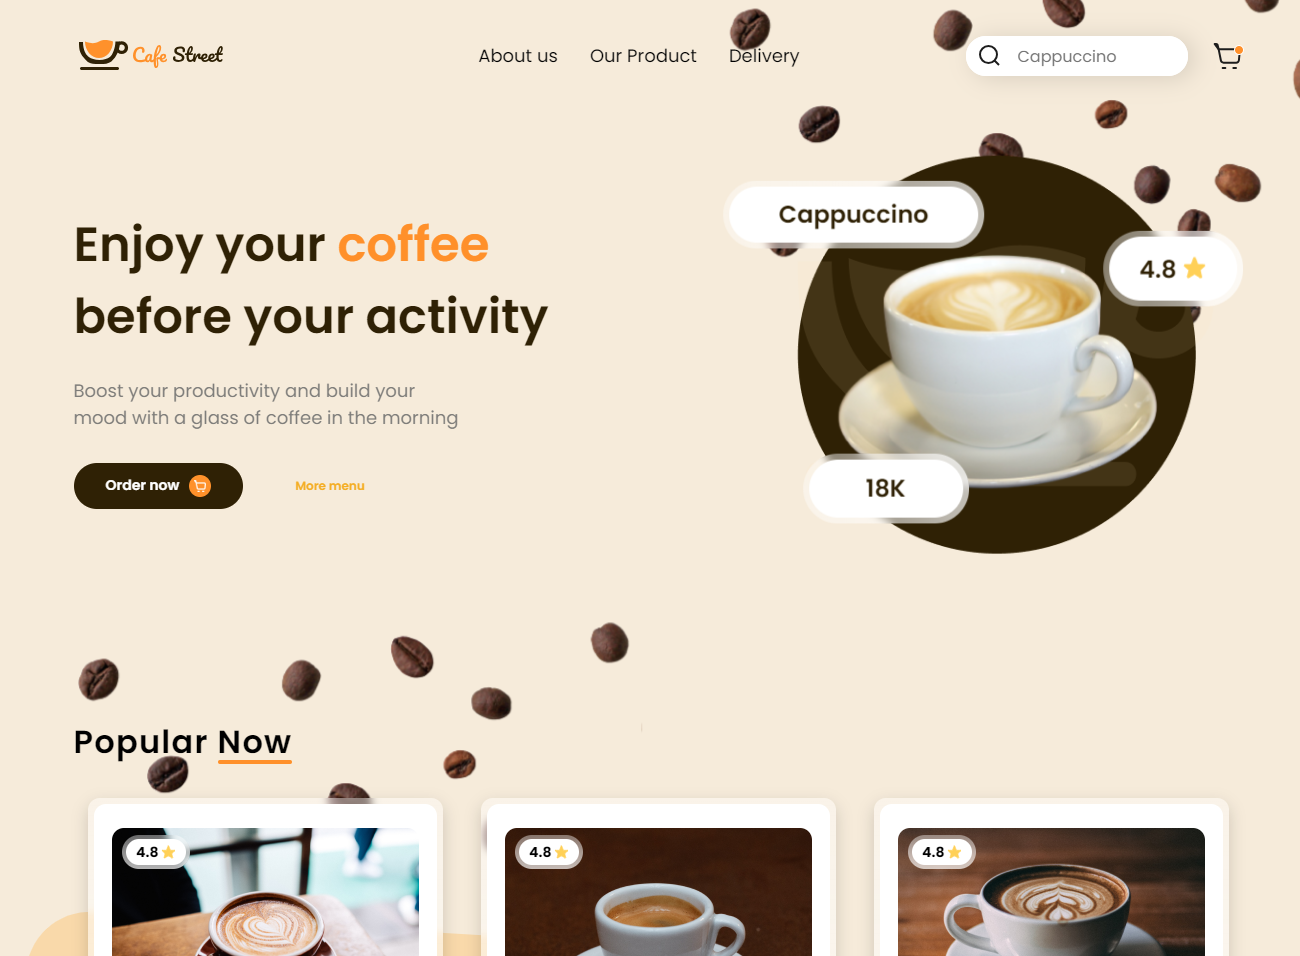 Cafe Street
About us
Our Product
Delivery
Cappuccino
Cappuccino
4.8
Enjoy your coffee
before your activity
Boost your productivity and build your
mood with a glass of coffee in the morning
Order now
More menu
18K
Popular Now
4.8
4.8
4.8